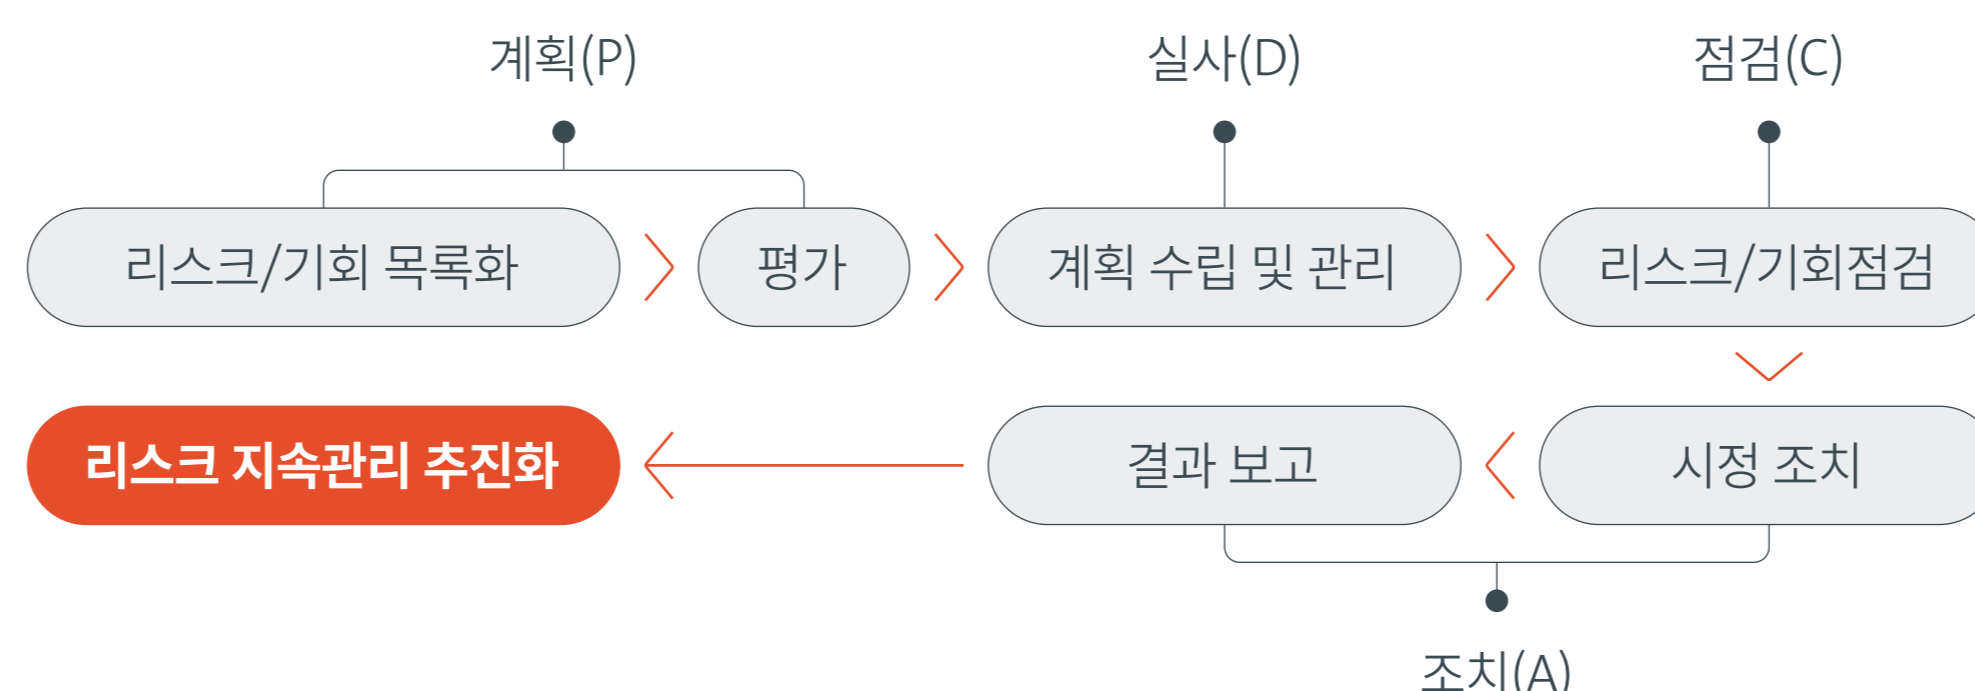 계획(P)
실사(D)
점검(C)
리스크/기회 목록화
평가
계획 수립 및 관리
리스크/기회점검
리스크 지속관리 추진화
결과 보고
시정 조치
조치(A)